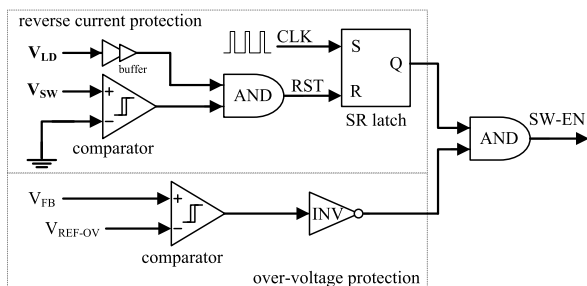 reverse current protection
V_LD
buffer
V_SW
+
−
comparator
AND
RST
CLK
S
R
Q
SR latch
AND
SW-EN
V_FB
V_REF-OV
+
−
comparator
INV
over-voltage protection